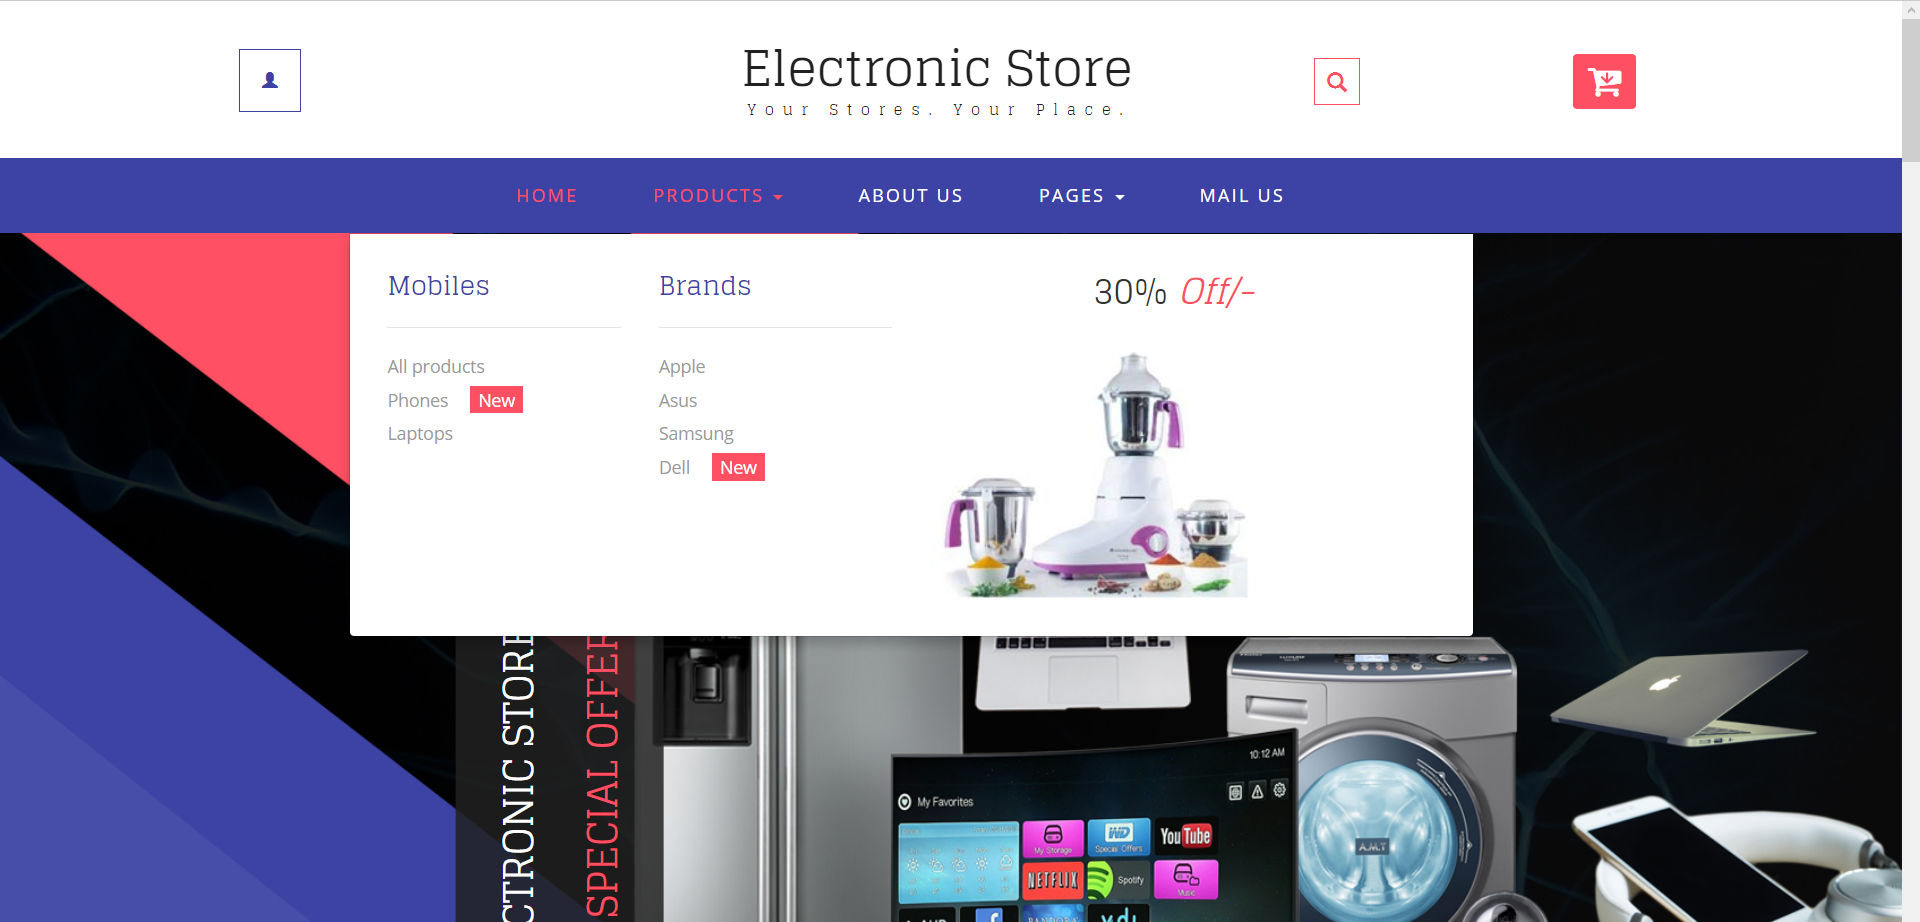 Electronic Store
Your Stores. Your Place.
HOME
PRODUCTS
ABOUT US
PAGES
MAIL US
Mobiles
All products
Phones New
Laptops
Brands
Apple
Asus
Samsung
Dell New
30% Off/-
CTRONIC STORE
SPECIAL OFFER
10:12 AM
My Favorites
My Storage
WD
Special Offers
YouTube
NETFLIX
Spotify
Music
PANDORA
A.M.T